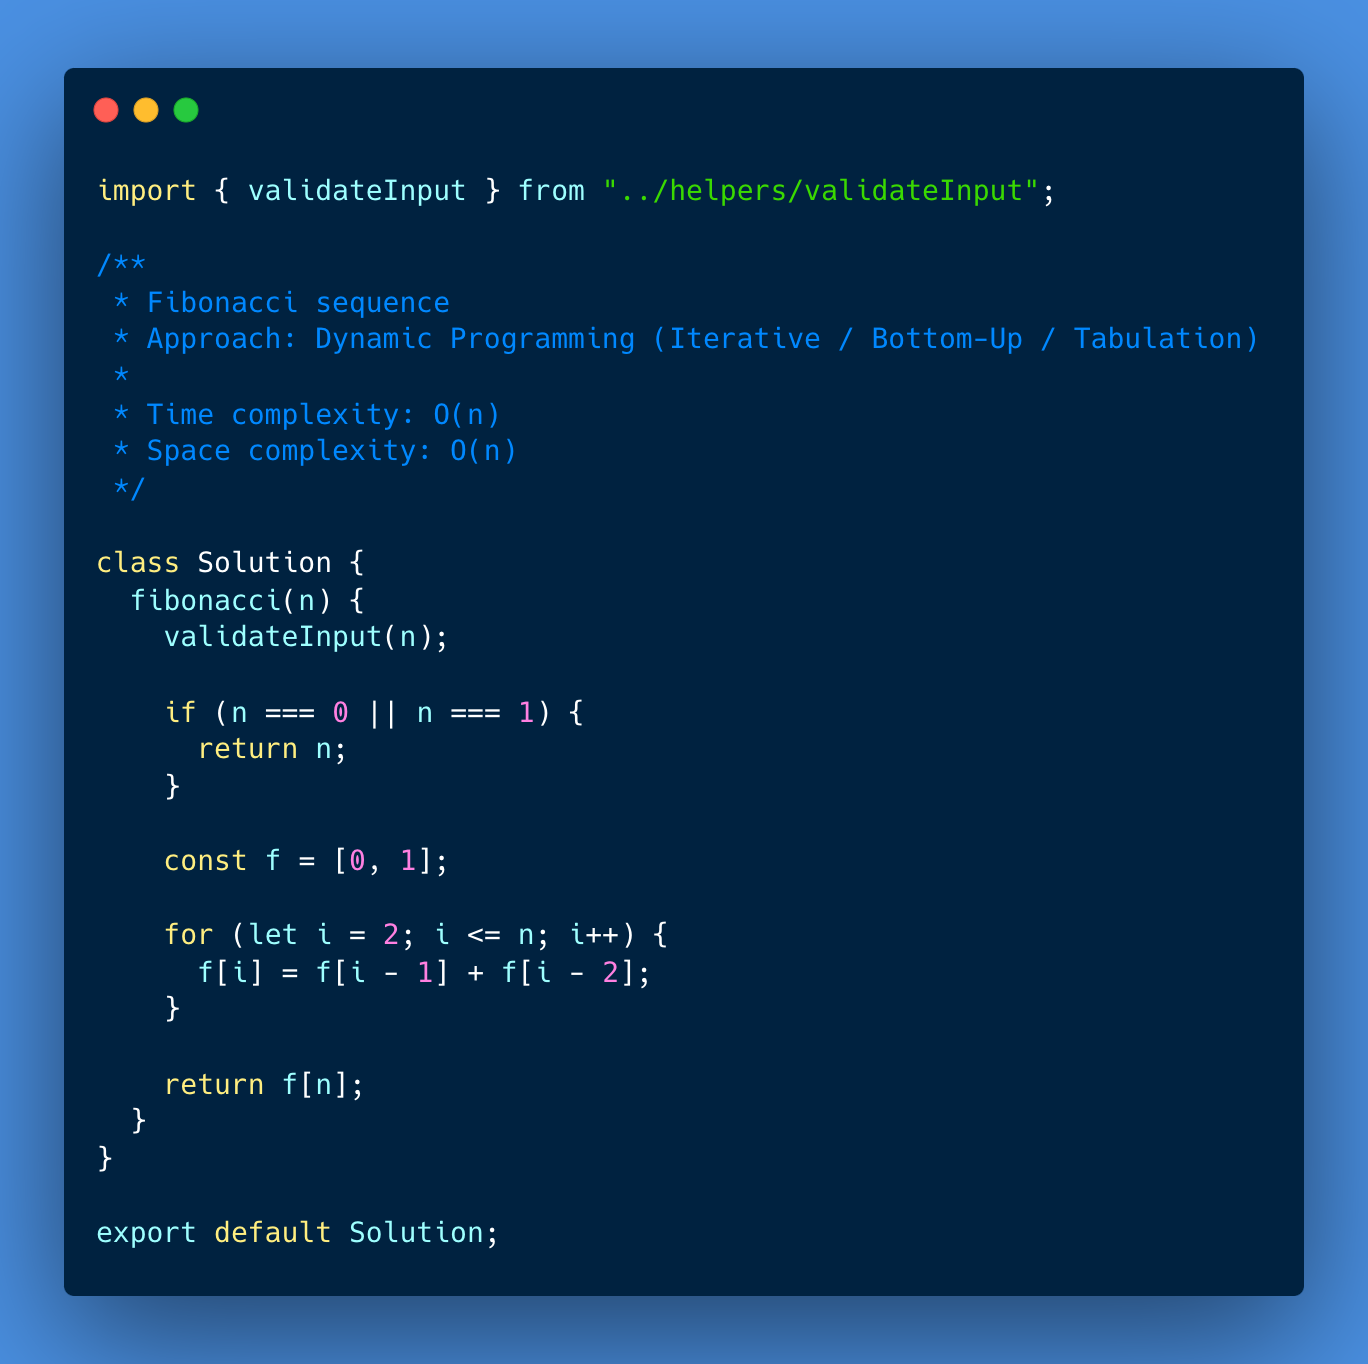 import { validateInput } from "../helpers/validateInput";

/**
 * Fibonacci sequence
 * Approach: Dynamic Programming (Iterative / Bottom-Up / Tabulation)
 *
 * Time complexity: O(n)
 * Space complexity: O(n)
 */

class Solution {
  fibonacci(n) {
    validateInput(n);

    if (n === 0 || n === 1) {
      return n;
    }

    const f = [0, 1];

    for (let i = 2; i <= n; i++) {
      f[i] = f[i - 1] + f[i - 2];
    }

    return f[n];
  }
}

export default Solution;